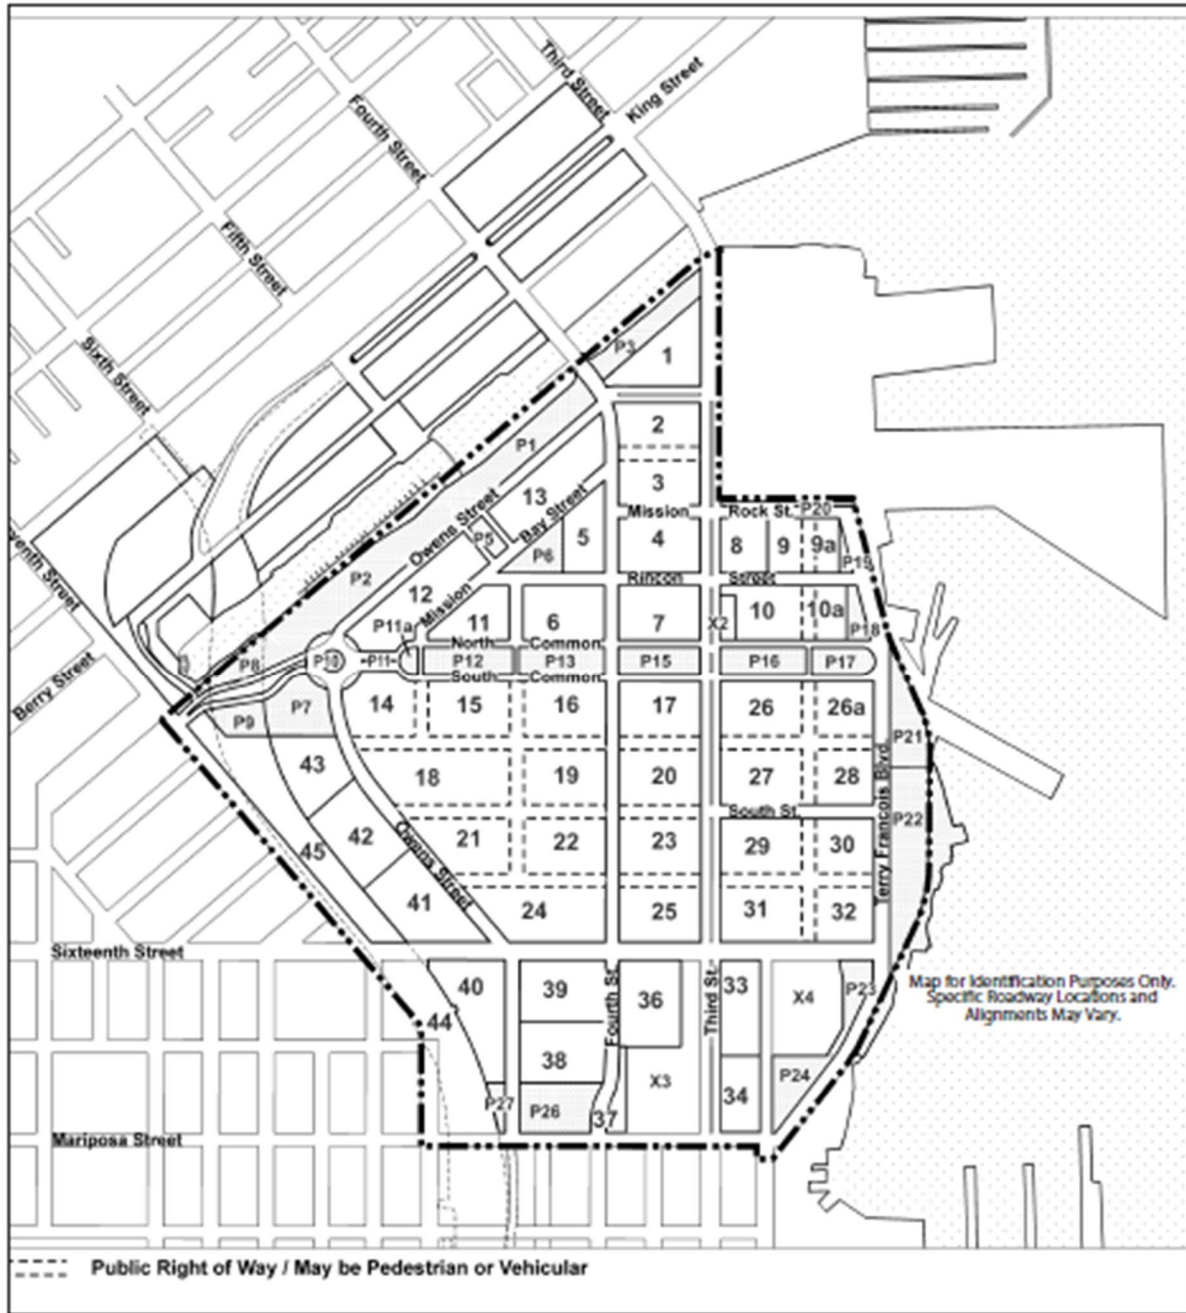 Third Street
King Street
Fourth Street
Fifth Street
Sixth Street
P3
1
P1
2
3
13
Owens Street
Bay Street
P5
Mission
Rock St.
P20
P2
P6
5
4
8
9
9a
P19
Rincon
Street
12
Mission
P11a
11
6
7
X2
10
10a
P18
North
Common
venth Street
P8
P10
P11
P12
P13
P15
P16
P17
South
Common
Berry Street
P9
P7
14
15
16
17
26
26a
P21
43
18
19
20
27
28
Terry Francois Blvd
South St.
P22
45
42
Owens Street
21
22
23
29
30
41
24
25
31
32
Sixteenth Street
Map for Identification Purposes Only.
Specific Roadway Locations and
Alignments May Vary.
40
39
Fourth St.
36
Third St.
33
X4
P23
44
38
X3
34
P24
P27
P26
37
Mariposa Street
Public Right of Way / May be Pedestrian or Vehicular